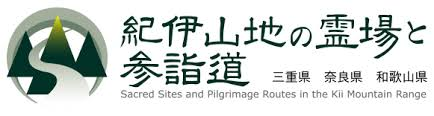 紀伊山地の霊場と
参詣道 三重県 奈良県 和歌山県
Sacred Sites and Pilgrimage Routes in the Kii Mountain Range